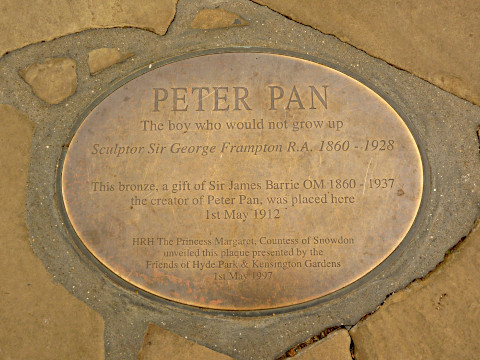 PETER PAN
The boy who would not grow up
Sculptor Sir George Frampton R.A. 1860 - 1928
This bronze, a gift of Sir James Barrie OM 1860 - 1937
the creator of Peter Pan, was placed here
1st May 1912
HRH The Princess Margaret, Countess of Snowdon
unveiled this plaque presented by the
Friends of Hyde Park & Kensington Gardens
1st May 1997